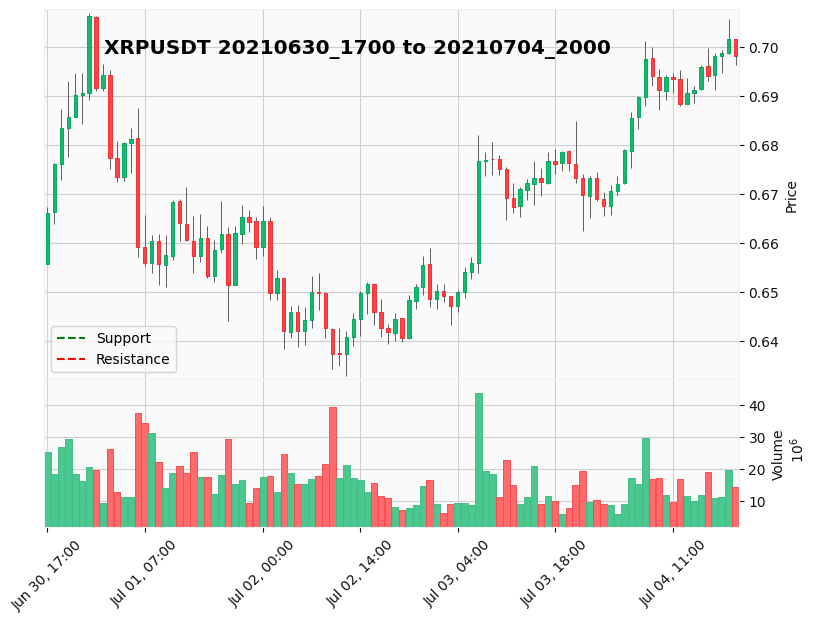 XRPUSDT 20210630_1700 to 20210704_2000
0.70
0.69
0.68
0.67
0.66
0.65
0.64
Price
Support
Resistance
40
30
20
10
Volume
10^6
Jun 30, 17:00
Jul 01, 07:00
Jul 02, 00:00
Jul 02, 14:00
Jul 03, 04:00
Jul 03, 18:00
Jul 04, 11:00